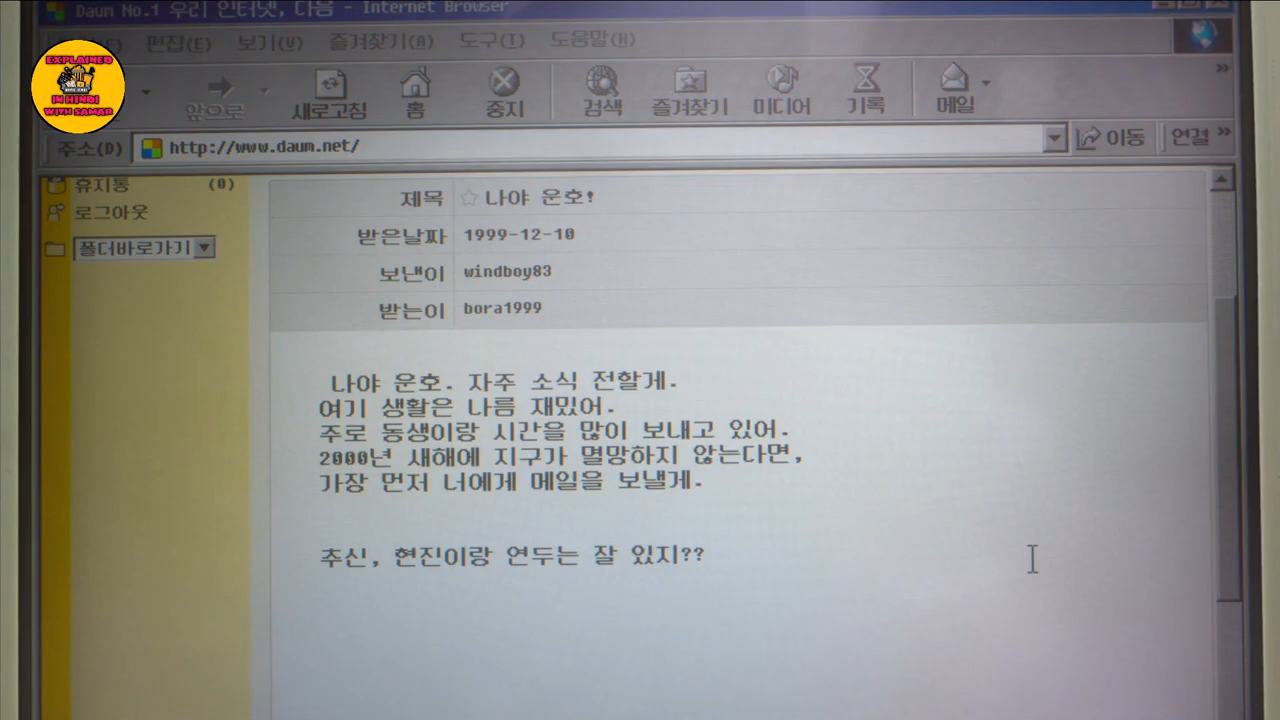 Daum No.1 우리 인터넷, 다음 - Internet Browser
편집(E) 보기(V) 즐겨찾기(A) 도구(T) 도움말(H)
EXPLAINED
IN HINDI
WITH SAMAR
앞으로 새로고침 홈 중지 검색 즐겨찾기 미디어 기록 메일
주소(D) http://www.daum.net/ 이동 연결
휴지통 (0)
로그아웃
폴더바로가기
제목 ☆ 나야 운호!
받은날짜 1999-12-10
보낸이 windboy83
받는이 bora1999
나야 운호. 자주 소식 전할게.
여기 생활은 나름 재밌어.
주로 동생이랑 시간을 많이 보내고 있어.
2000년 새해에 지구가 멸망하지 않는다면,
가장 먼저 너에게 메일을 보낼게.
추신, 현진이랑 연두는 잘 있지??